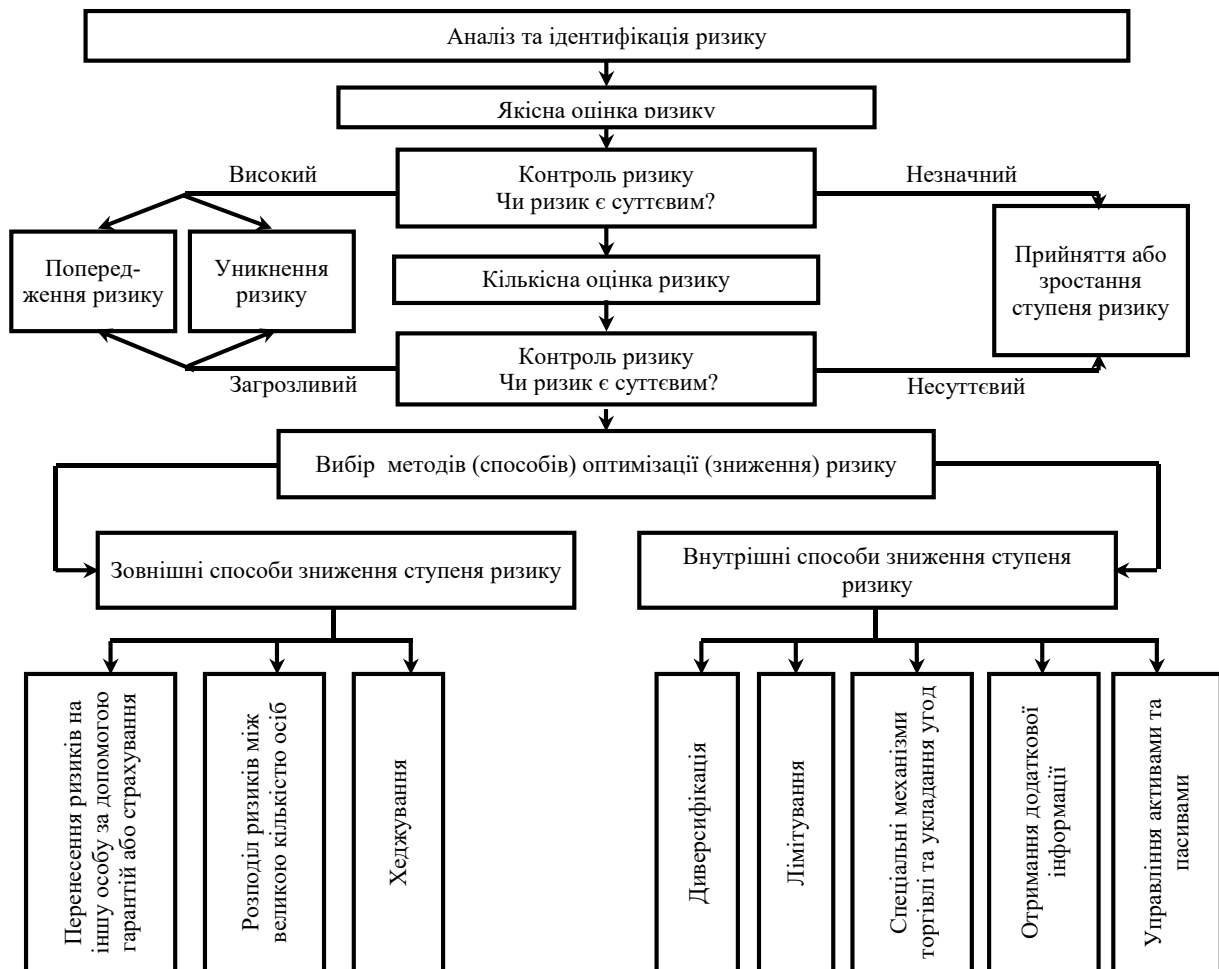 Аналіз та ідентифікація ризику
Якісна оцінка ризику
Високий
Контроль ризику
Чи ризик є суттєвим?
Незначний
Поперед-
ження ризику
Уникнення
ризику
Кількісна оцінка ризику
Прийняття або
зростання
ступеня ризику
Контроль ризику
Чи ризик є суттєвим?
Загрозливий
Несуттєвий
Вибір методів (способів) оптимізації (зниження) ризику
Зовнішні способи зниження ступеня ризику
Внутрішні способи зниження ступеня
ризику
Перенесення ризиків на
іншу особу за допомогою
гарантій або страхування
Розподіл ризиків між
великою кількістю осіб
Хеджування
Диверсифікація
Лімітування
Спеціальні механізми
торгівлі та укладання угод
Отримання додаткової
інформації
Управління активами та
пасивами